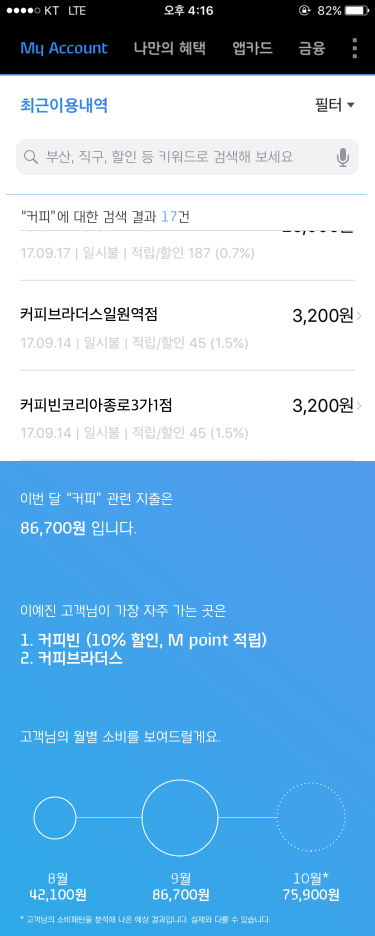 KT LTE 오후 4:16 82%
My Account 나만의 혜택 앱카드 금융
최근이용내역 필터
부산, 직구, 할인 등 키워드로 검색해 보세요
“커피”에 대한 검색 결과 17건
17.09.17 | 일시불 | 적립/할인 187 (0.7%)
커피브라더스일원역점 3,200원
17.09.14 | 일시불 | 적립/할인 45 (1.5%)
커피빈코리아종로3가1점 3,200원
17.09.14 | 일시불 | 적립/할인 45 (1.5%)
이번 달 “커피” 관련 지출은
86,700원 입니다.
이예진 고객님이 가장 자주 가는 곳은
1. 커피빈 (10% 할인, M point 적립)
2. 커피브라더스
고객님의 월별 소비를 보여드릴게요.
8월 9월 10월*
42,100원 86,700원 75,900원
* 고객님의 소비패턴을 분석해 나온 예상 결과입니다. 실제와 다를 수 있습니다.